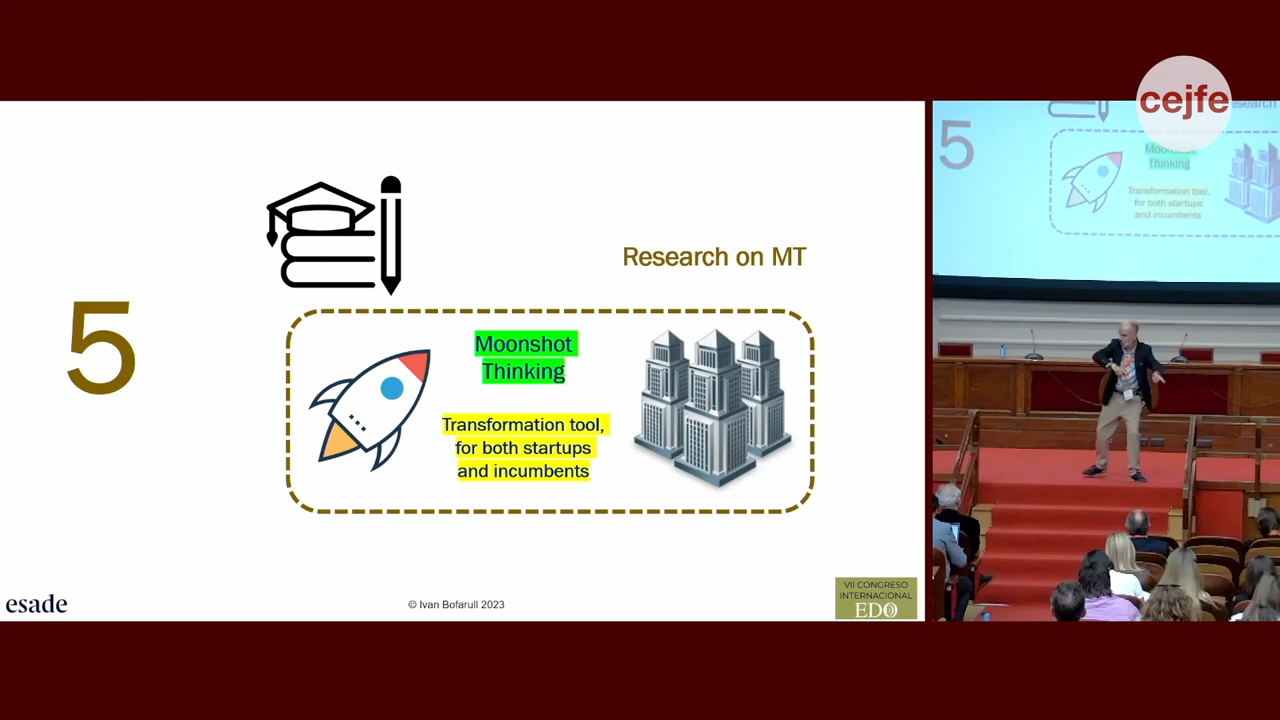 cejfe
5
Research on MT
Moonshot
Thinking
Transformation tool,
for both startups
and incumbents
esade
© Ivan Bofarull 2023
VII CONGRESO
INTERNACIONAL
EDO
5
Research
Moonshot
Thinking
Transformation tool,
for both startups
and incumbents